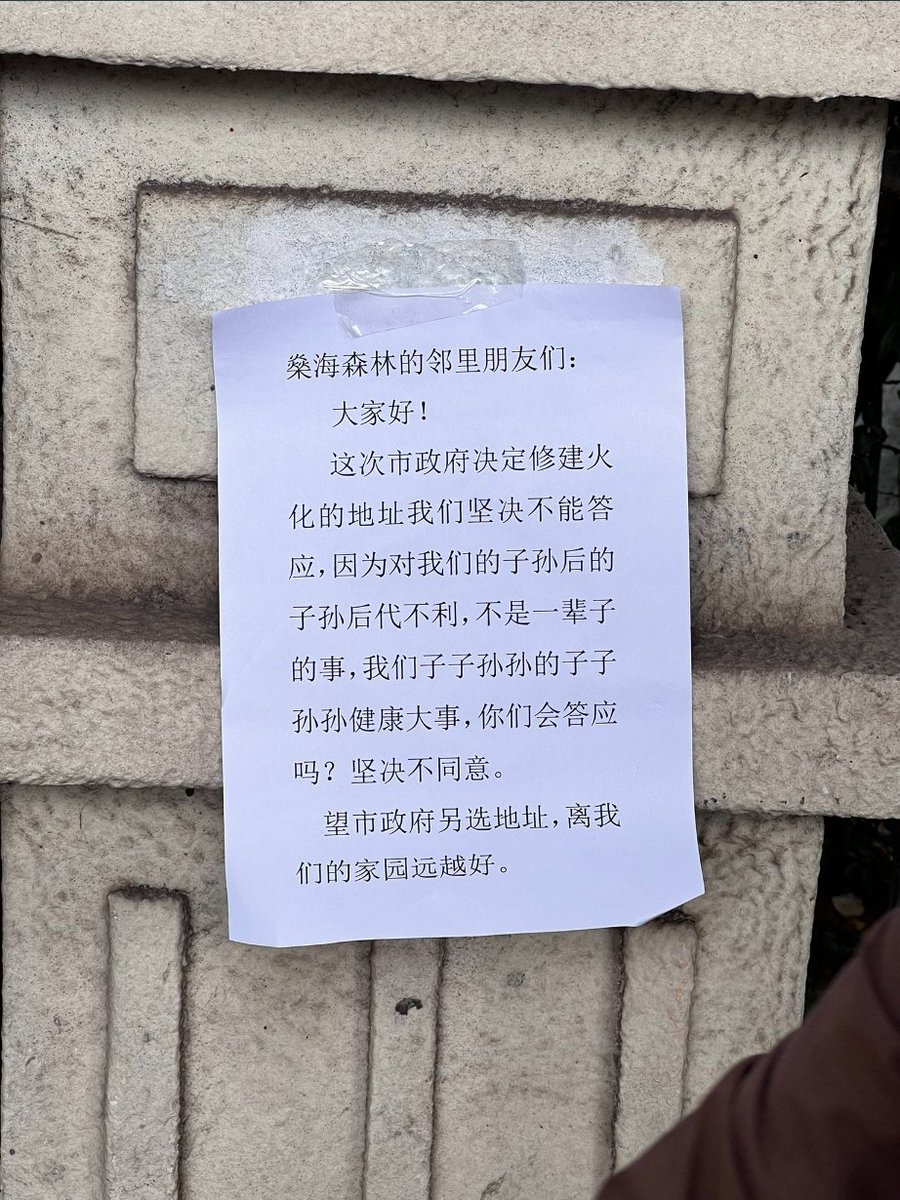 燊海森林的邻里朋友们：
大家好！
这次市政府决定修建火
化的地址我们坚决不能答
应，因为对我们的子孙后的
子孙后代不利，不是一辈子
的事，我们子子孙孙的子子
孙孙健康大事，你们会答应
吗？坚决不同意。
望市政府另选地址，离我
们的家园远越好。